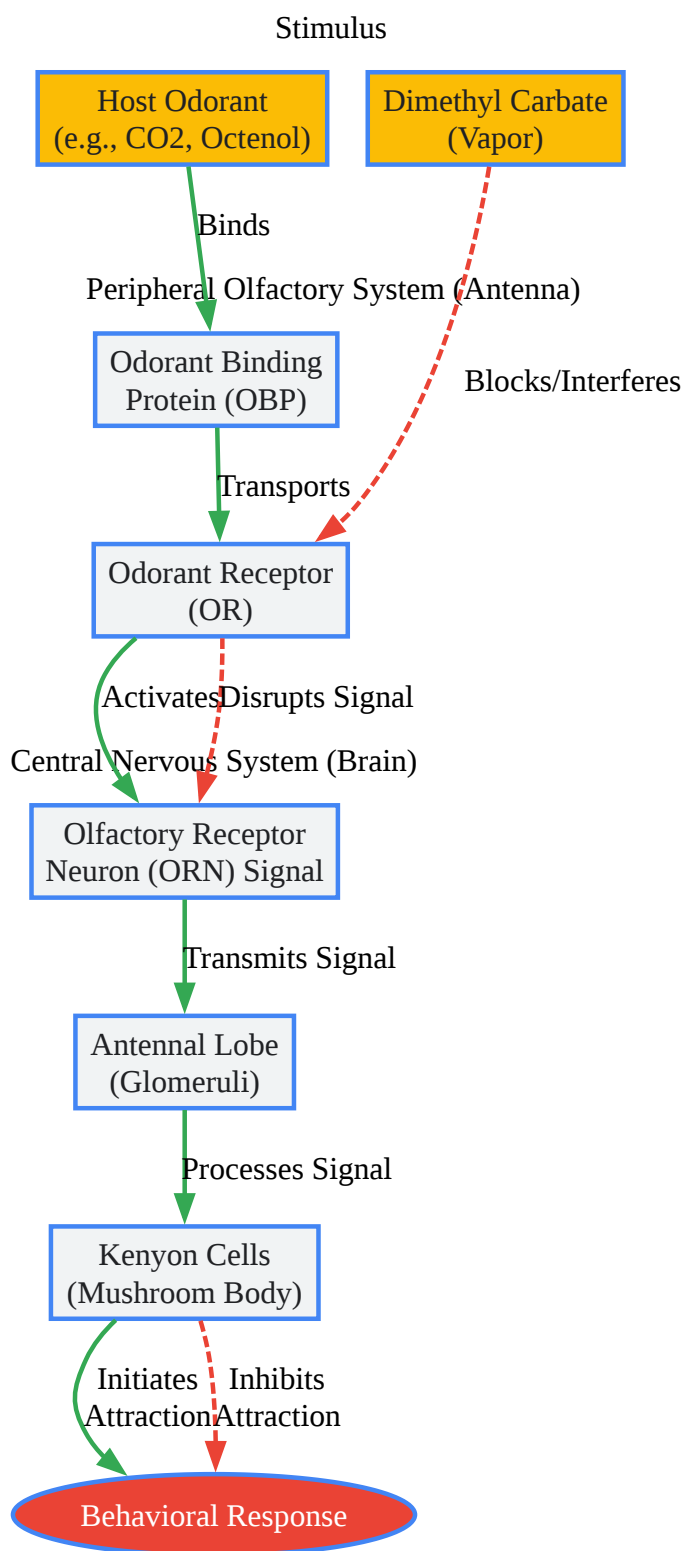 Stimulus
Host Odorant
(e.g., CO2, Octenol)
Dimethyl Carbate
(Vapor)
Binds
Peripheral Olfactory System (Antenna)
Odorant Binding
Protein (OBP)
Blocks/Interferes
Transports
Odorant Receptor
(OR)
Activates
Disrupts Signal
Central Nervous System (Brain)
Olfactory Receptor
Neuron (ORN) Signal
Transmits Signal
Antennal Lobe
(Glomeruli)
Processes Signal
Kenyon Cells
(Mushroom Body)
Initiates
Attraction
Inhibits
Attraction
Behavioral Response